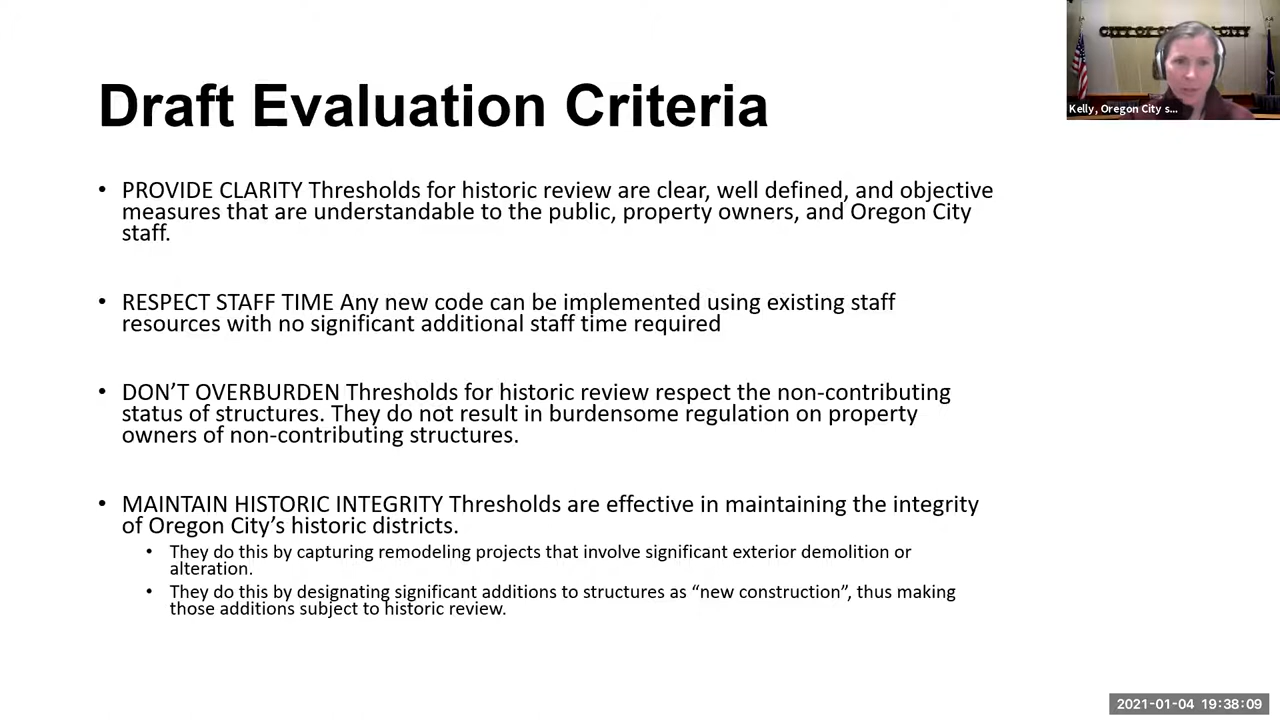 CITY OF OREGON CITY
Kelly, Oregon City s...
Draft Evaluation Criteria
• PROVIDE CLARITY Thresholds for historic review are clear, well defined, and objective
measures that are understandable to the public, property owners, and Oregon City
staff.
• RESPECT STAFF TIME Any new code can be implemented using existing staff
resources with no significant additional staff time required
• DON’T OVERBURDEN Thresholds for historic review respect the non-contributing
status of structures. They do not result in burdensome regulation on property
owners of non-contributing structures.
• MAINTAIN HISTORIC INTEGRITY Thresholds are effective in maintaining the integrity
of Oregon City’s historic districts.
• They do this by capturing remodeling projects that involve significant exterior demolition or
alteration.
• They do this by designating significant additions to structures as “new construction”, thus making
those additions subject to historic review.
2021-01-04 19:38:09